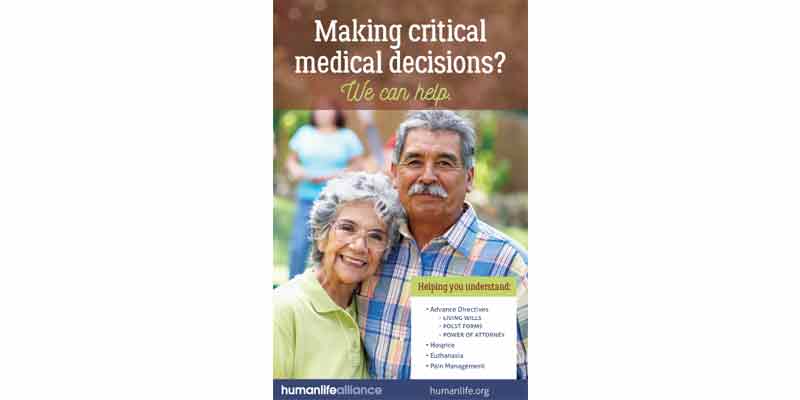 Making critical
medical decisions?
We can help.
Helping you understand:
• Advance Directives
- LIVING WILLS
- POLST FORMS
- POWER OF ATTORNEY
• Hospice
• Euthanasia
• Pain Management
humanlifealliance
humanlife.org